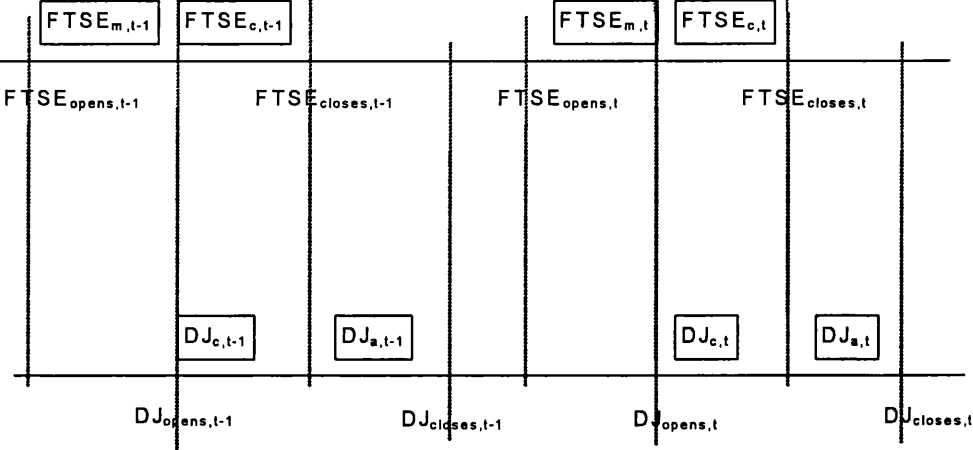 FTSEm,t-1 FTSEc,t-1 FTSEm,t FTSEc,t
FTSEopens,t-1 FTSEcloses,t-1 FTSEopens,t FTSEcloses,t
DJc,t-1 DJa,t-1 DJc,t DJa,t
DJopens,t-1 DJcloses,t-1 DJopens,t DJcloses,t